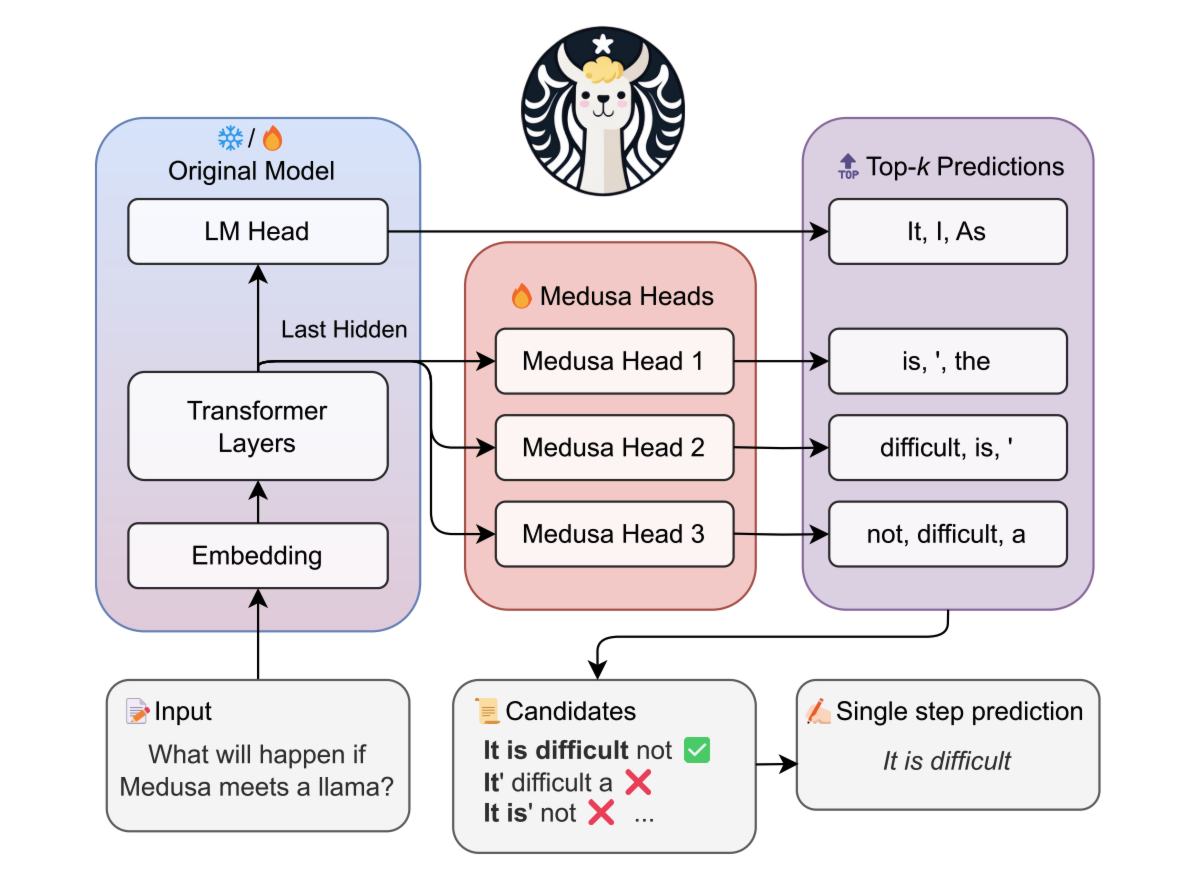 /
Original Model
LM Head
Last Hidden
Transformer
Layers
Embedding
Medusa Heads
Medusa Head 1
Medusa Head 2
Medusa Head 3
TOP Top-k Predictions
It, I, As
is, ', the
difficult, is, '
not, difficult, a
Input
What will happen if
Medusa meets a llama?
Candidates
It is difficult not
It' difficult a
It is' not ...
Single step prediction
It is difficult